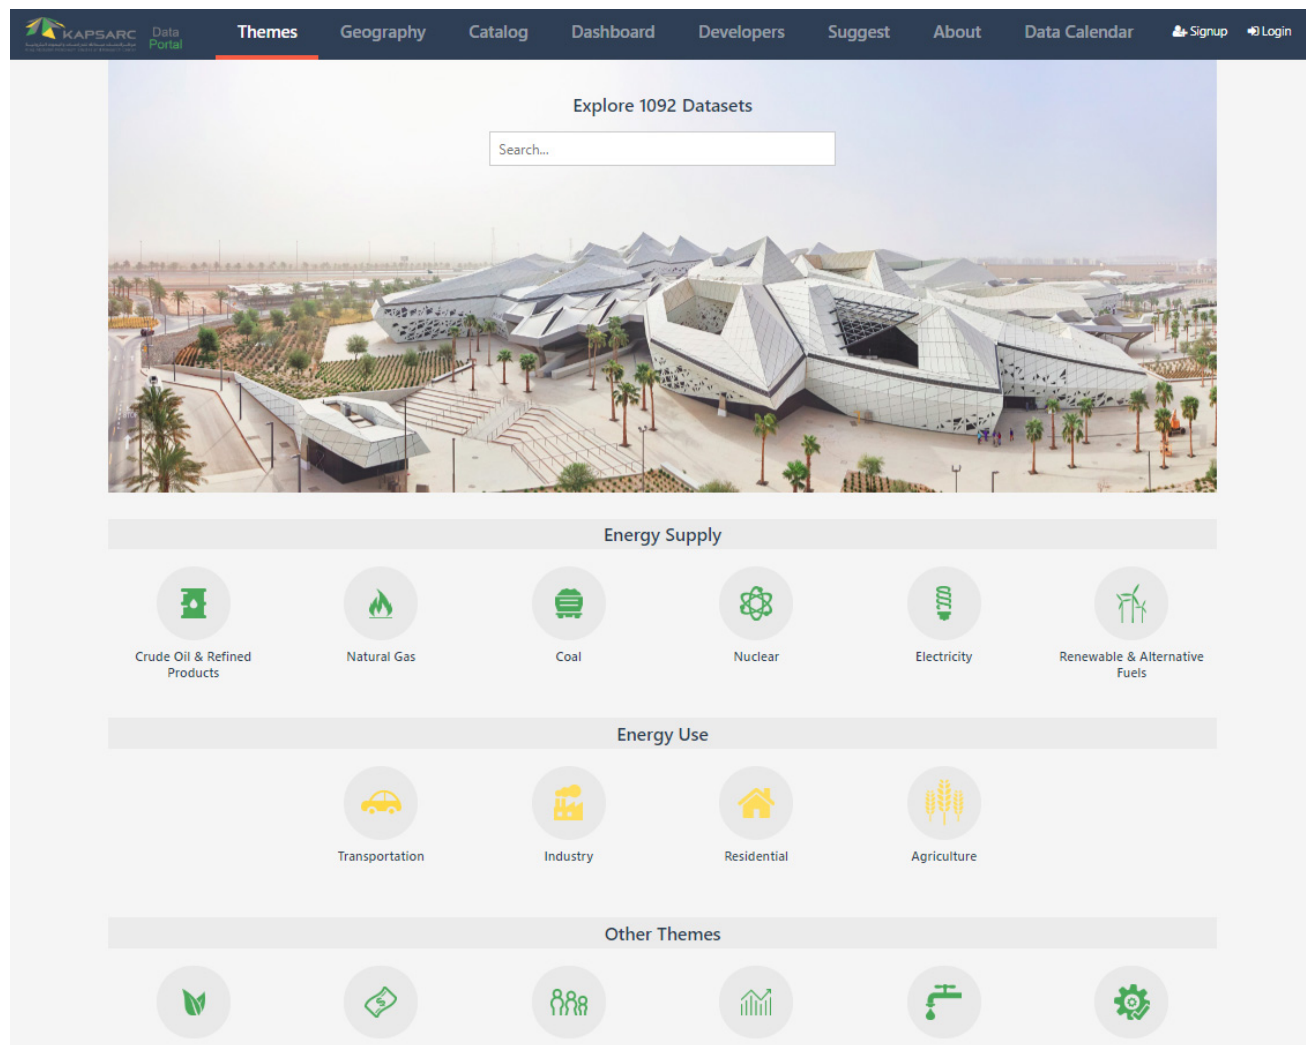 KAPSARC
Data
Portal
Themes
Geography
Catalog
Dashboard
Developers
Suggest
About
Data Calendar
Signup
Login
Explore 1092 Datasets
Search...
Energy Supply
Crude Oil & Refined
Products
Natural Gas
Coal
Nuclear
Electricity
Renewable & Alternative
Fuels
Energy Use
Transportation
Industry
Residential
Agriculture
Other Themes